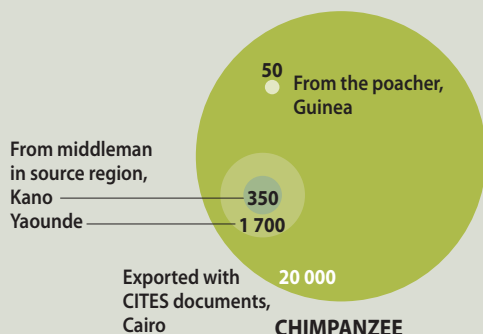 50
From the poacher,
Guinea
From middleman
in source region,
Kano
350
Yaounde
1 700
Exported with
CITES documents,
Cairo
20 000
CHIMPANZEE